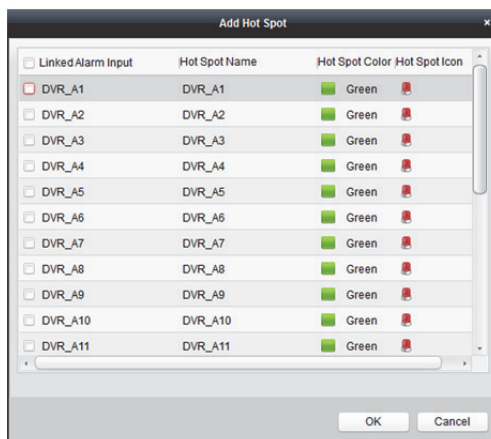 Add Hot Spot x
Linked Alarm Input Hot Spot Name Hot Spot Color Hot Spot Icon
DVR_A1 DVR_A1 Green
DVR_A2 DVR_A2 Green
DVR_A3 DVR_A3 Green
DVR_A4 DVR_A4 Green
DVR_A5 DVR_A5 Green
DVR_A6 DVR_A6 Green
DVR_A7 DVR_A7 Green
DVR_A8 DVR_A8 Green
DVR_A9 DVR_A9 Green
DVR_A10 DVR_A10 Green
DVR_A11 DVR_A11 Green
OK Cancel